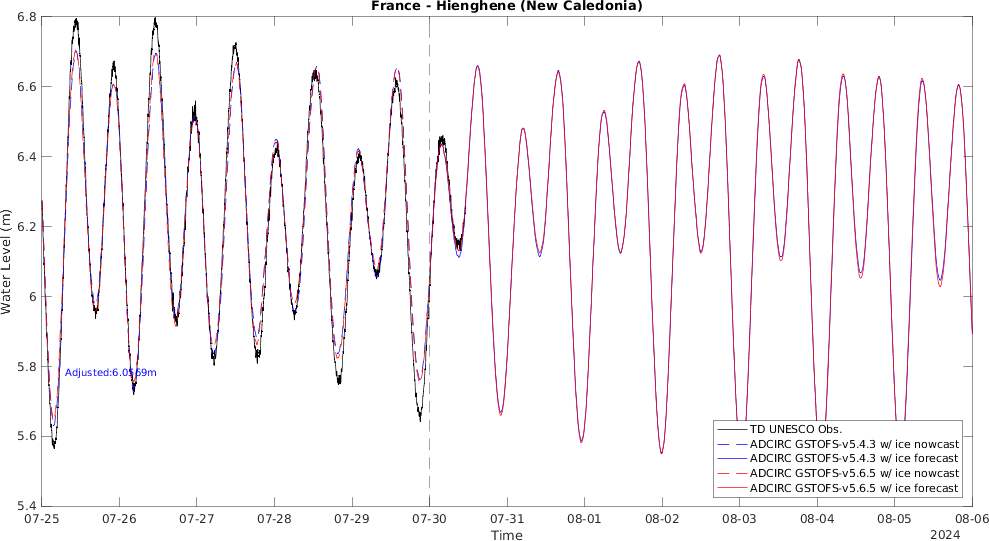 France - Hienghene (New Caledonia)
6.8
6.6
6.4
6.2
6
5.8
5.6
5.4
Water Level (m)
Adjusted:6.0569m
TD UNESCO Obs.
ADCIRC GSTOFS-v5.4.3 w/ ice nowcast
ADCIRC GSTOFS-v5.4.3 w/ ice forecast
ADCIRC GSTOFS-v5.6.5 w/ ice nowcast
ADCIRC GSTOFS-v5.6.5 w/ ice forecast
07-25 07-26 07-27 07-28 07-29 07-30 07-31 08-01 08-02 08-03 08-04 08-05 08-06
Time
2024